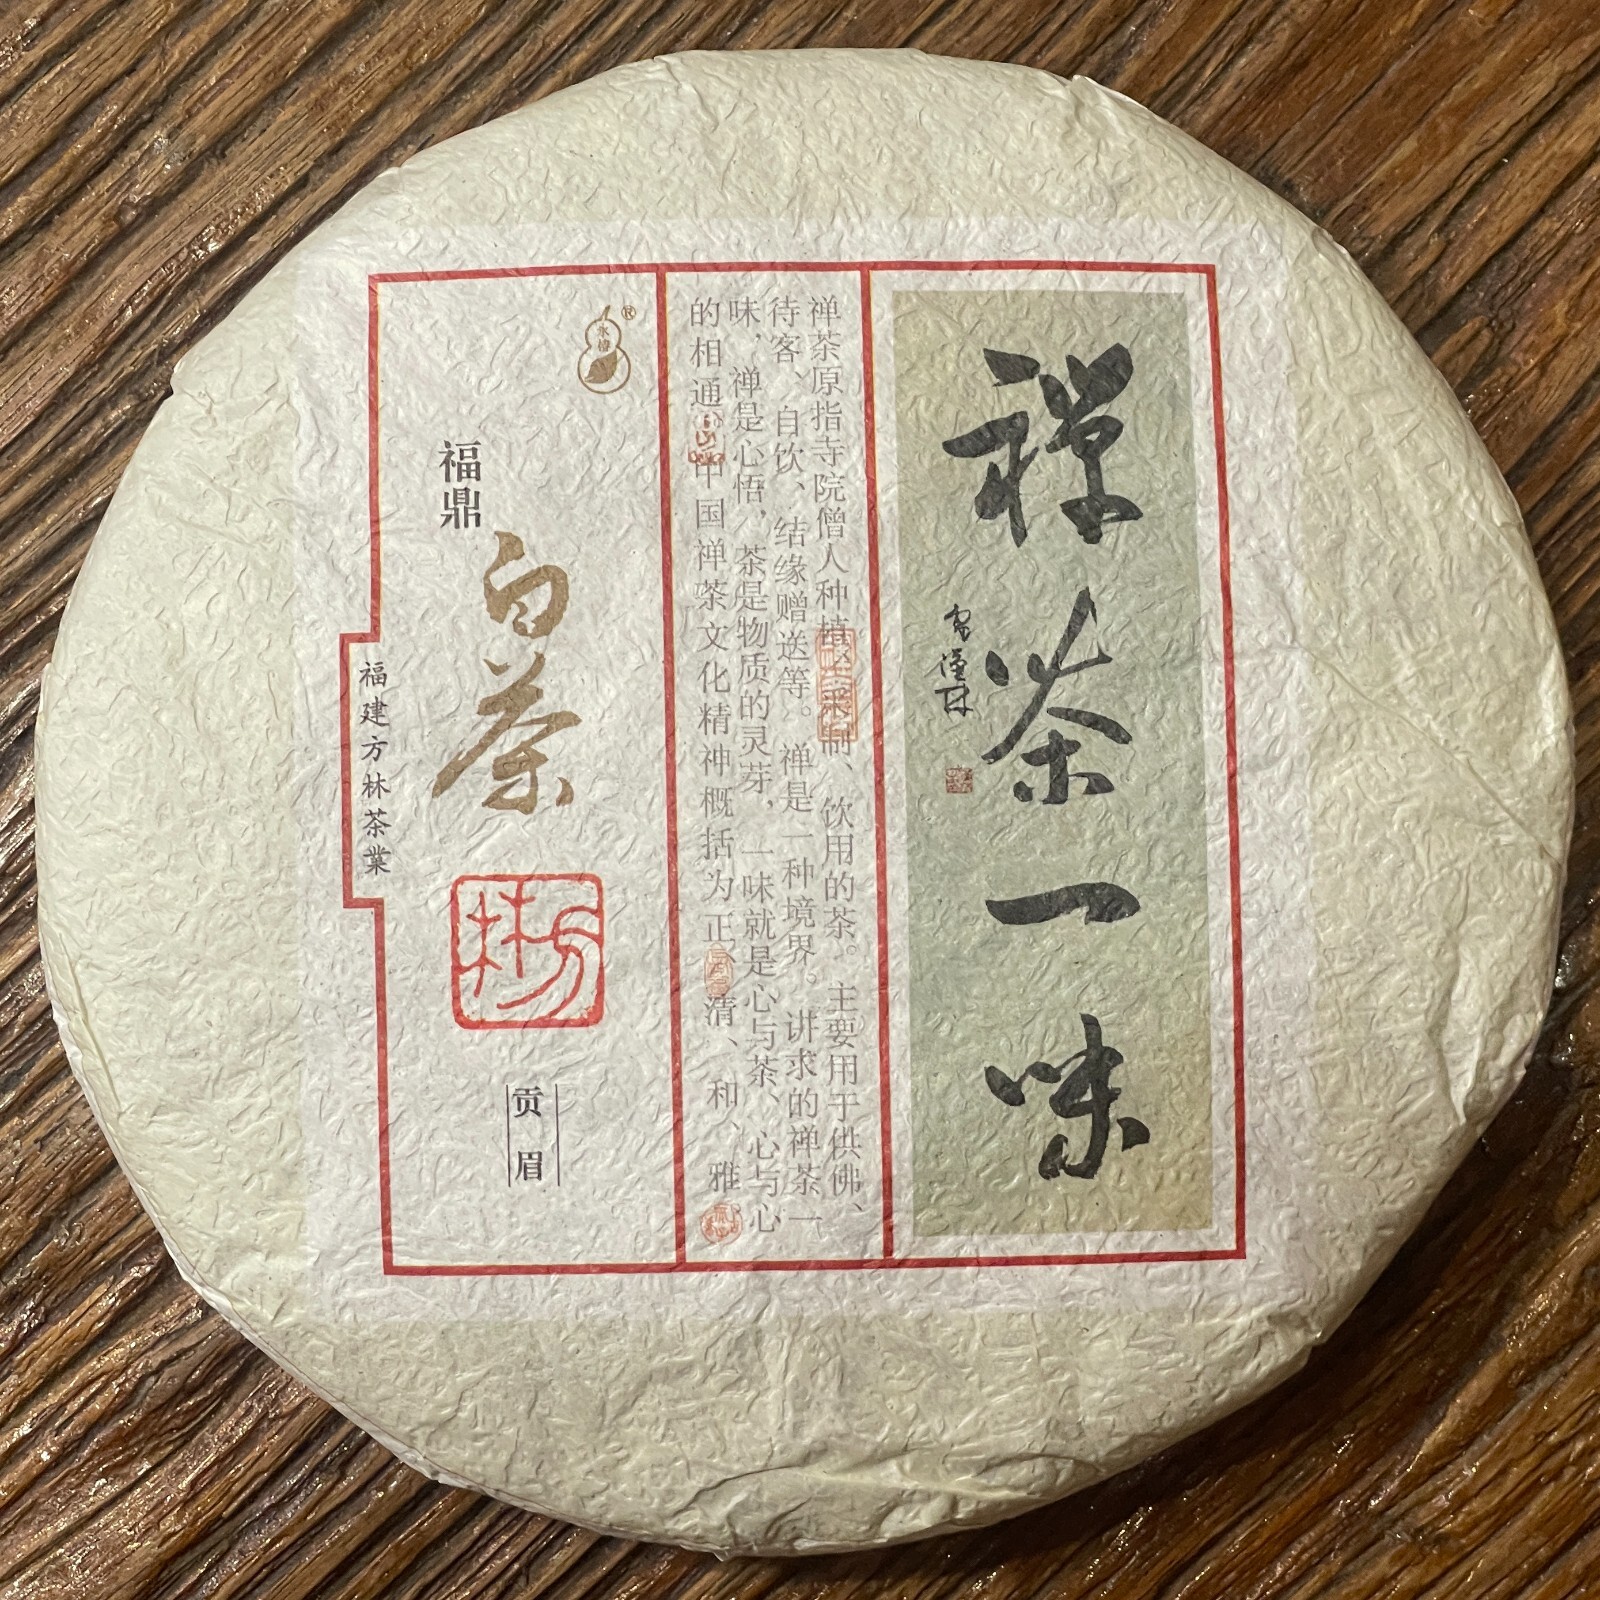 禅茶一味
禅茶原指寺院僧人种植、采制、饮用的茶。主要用于供佛、
待客、自饮、结缘赠送等。禅是一种境界。讲求的禅茶一
味，禅是心悟，茶是物质的灵芽，一味就是心与茶、心与心
的相通。中国禅茶文化精神概括为正、清、和、雅
福鼎
白茶
贡眉
福建方林茶業